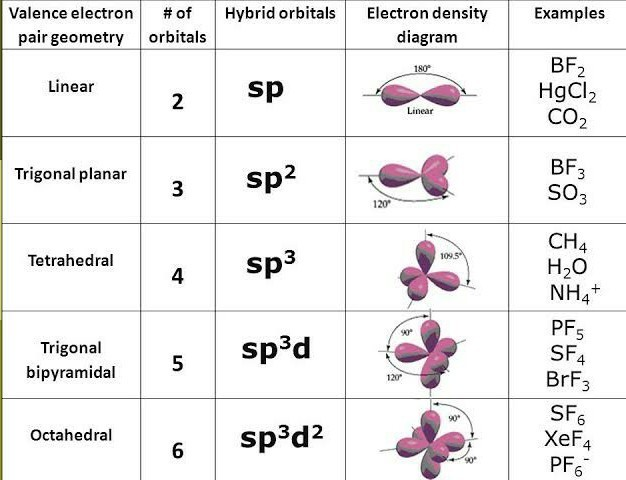 Valence electron pair geometry	# of orbitals	Hybrid orbitals	Electron density diagram	Examples
Linear	2	sp	180° Linear	BF₂ HgCl₂ CO₂
Trigonal planar	3	sp²	120°	BF₃ SO₃
Tetrahedral	4	sp³	109.5°	CH₄ H₂O NH₄⁺
Trigonal bipyramidal	5	sp³d	90° 120°	PF₅ SF₄ BrF₃
Octahedral	6	sp³d²	90° 90°	SF₆ XeF₄ PF₆⁻